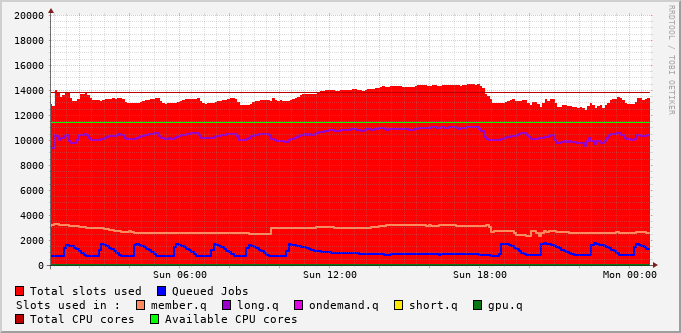 20000
18000
16000
14000
12000
10000
8000
6000
4000
2000
0
Sun 06:00 Sun 12:00 Sun 18:00 Mon 00:00
Total slots used Queued Jobs
Slots used in : member.q long.q ondemand.q short.q gpu.q
Total CPU cores Available CPU cores
RRDTOOL / TOBI OETIKER